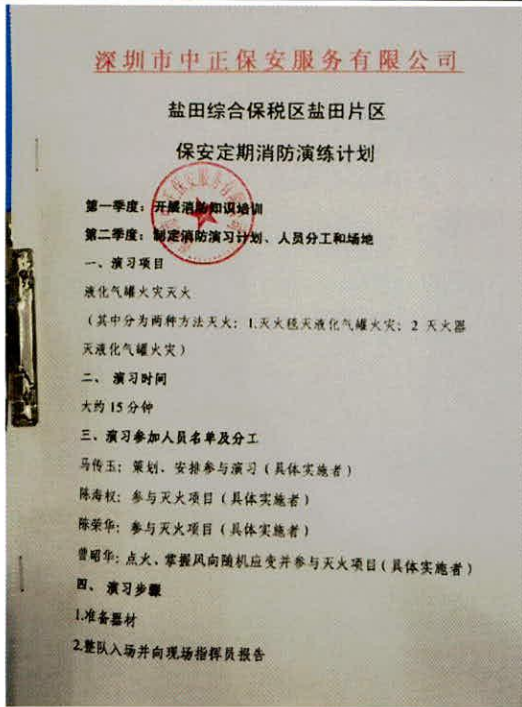 深圳市中正保安服务有限公司
盐田综合保税区盐田片区
保安定期消防演练计划
第一季度：开展消防知识培训
第二季度：制定消防演习计划、人员分工和场地
一、演习项目
液化气罐火灾灭火
（其中分为两种方法灭火：1.灭火毯灭液化气罐火灾；2 灭火器
灭液化气罐火灾）
二、演习时间
大约 15 分钟
三、演习参加人员名单及分工
马传玉：策划、安排参与演习（具体实施者）
陈海权：参与灭火项目（具体实施者）
陈荣华：参与灭火项目（具体实施者）
曾昭华：点火、掌握风向随机应变并参与灭火项目（具体实施者）
四、演习步骤
1.准备器材
2.整队入场并向现场指挥员报告